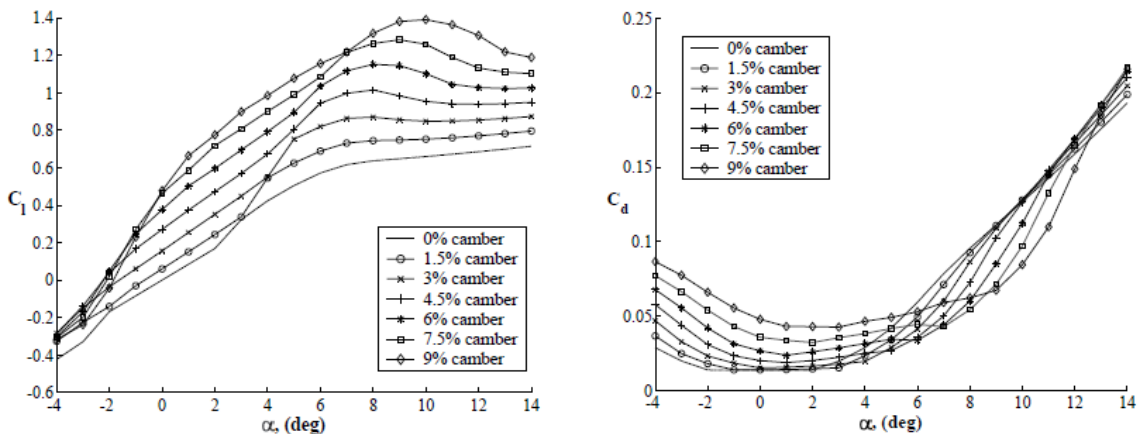 1.4
1.2
1
0.8
0.6
0.4
0.2
0
-0.2
-0.4
-0.6
C_l
-4 -2 0 2 4 6 8 10 12 14
α, (deg)
0% camber
1.5% camber
3% camber
4.5% camber
6% camber
7.5% camber
9% camber
0.25
0.2
0.15
0.1
0.05
0
C_d
-4 -2 0 2 4 6 8 10 12 14
α, (deg)
0% camber
1.5% camber
3% camber
4.5% camber
6% camber
7.5% camber
9% camber